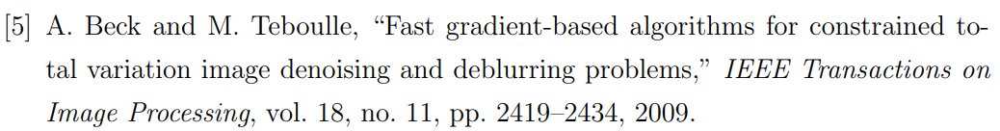 [5] A. Beck and M. Teboulle, “Fast gradient-based algorithms for constrained to-
tal variation image denoising and deblurring problems,” IEEE Transactions on
Image Processing, vol. 18, no. 11, pp. 2419–2434, 2009.